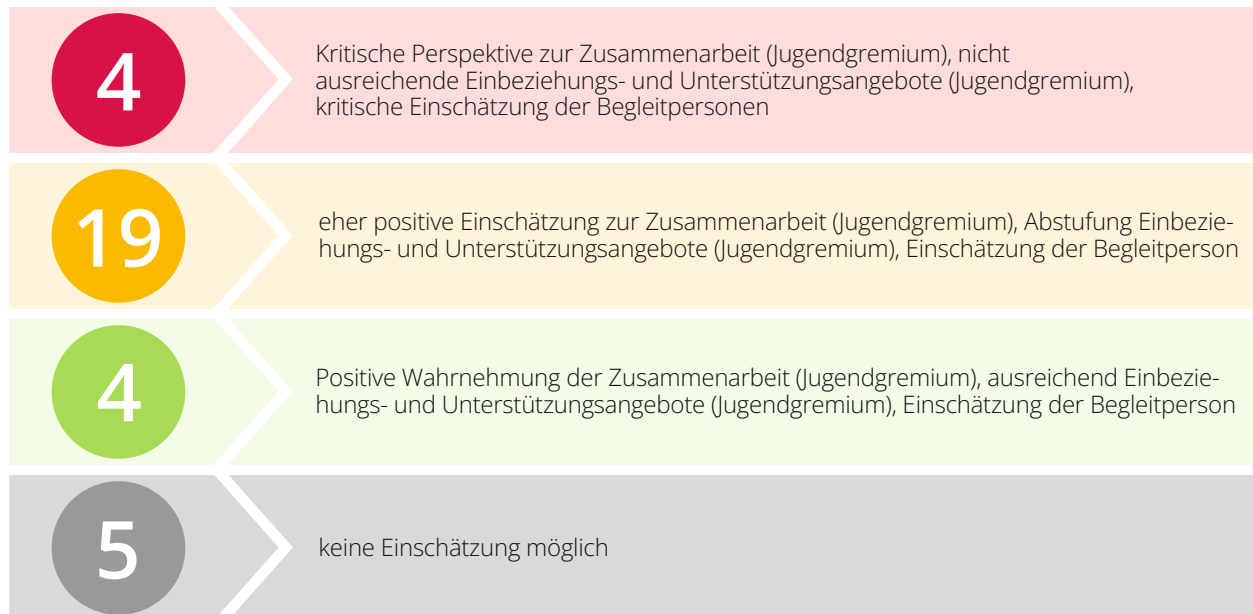 4
Kritische Perspektive zur Zusammenarbeit (Jugendgremium), nicht
ausreichende Einbeziehungs- und Unterstützungsangebote (Jugendgremium),
kritische Einschätzung der Begleitpersonen
19
eher positive Einschätzung zur Zusammenarbeit (Jugendgremium), Abstufung Einbezie-
hungs- und Unterstützungsangebote (Jugendgremium), Einschätzung der Begleitperson
4
Positive Wahrnehmung der Zusammenarbeit (Jugendgremium), ausreichend Einbezie-
hungs- und Unterstützungsangebote (Jugendgremium), Einschätzung der Begleitperson
5
keine Einschätzung möglich